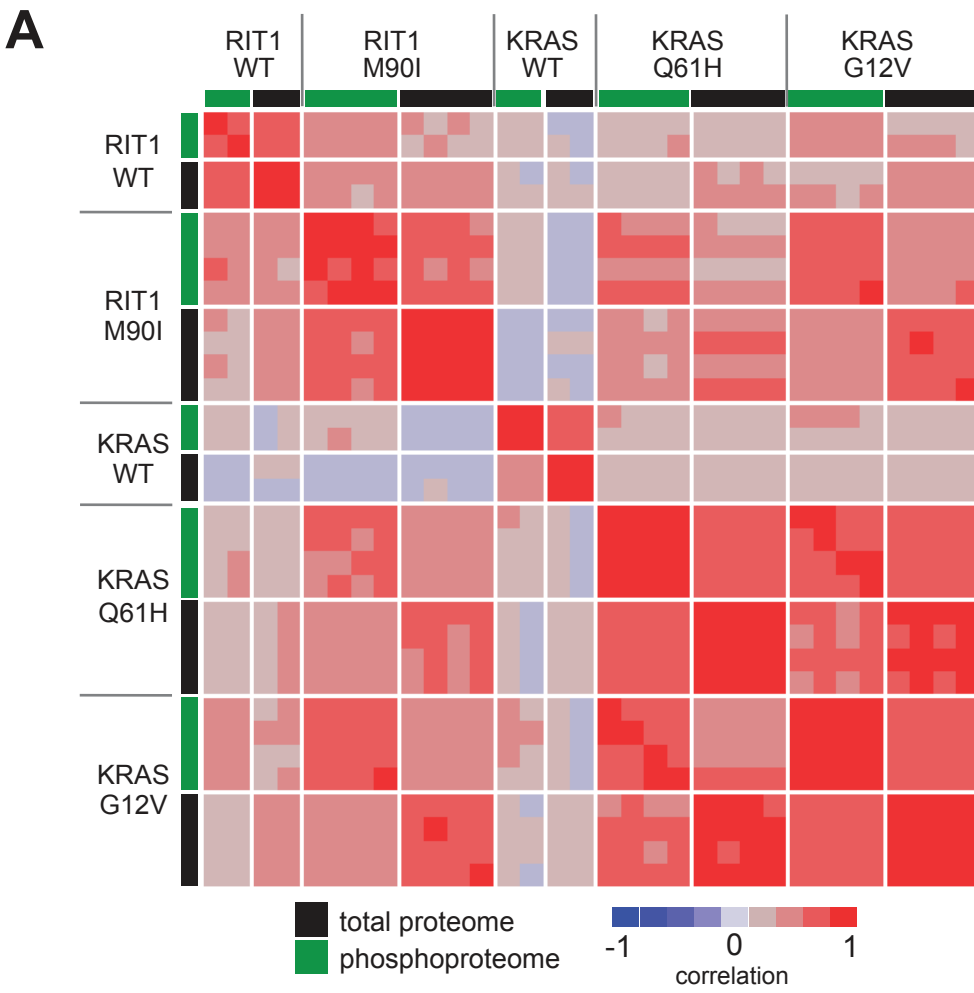 A
RIT1
WT
RIT1
M90I
KRAS
WT
KRAS
Q61H
KRAS
G12V
RIT1
WT
RIT1
M90I
KRAS
WT
KRAS
Q61H
KRAS
G12V
total proteome
phosphoproteome
-1 0 1
correlation